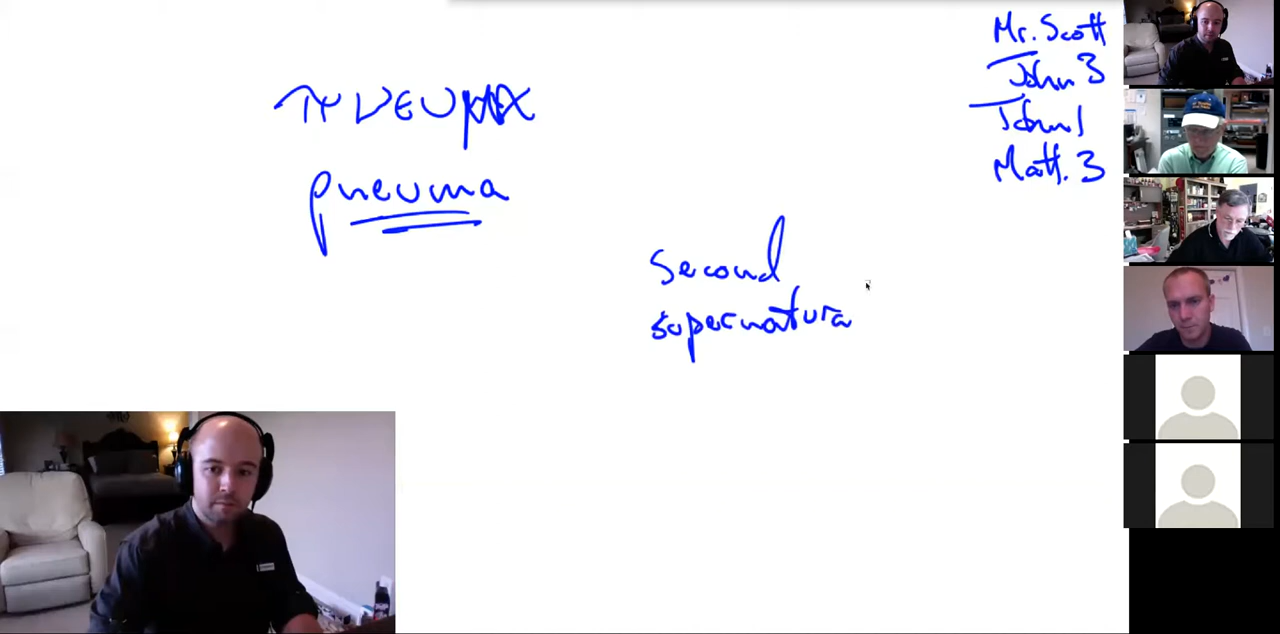 πνευμα
pneuma
second
supernatura
Mr. Scott
John 3
John 1
Matt. 3